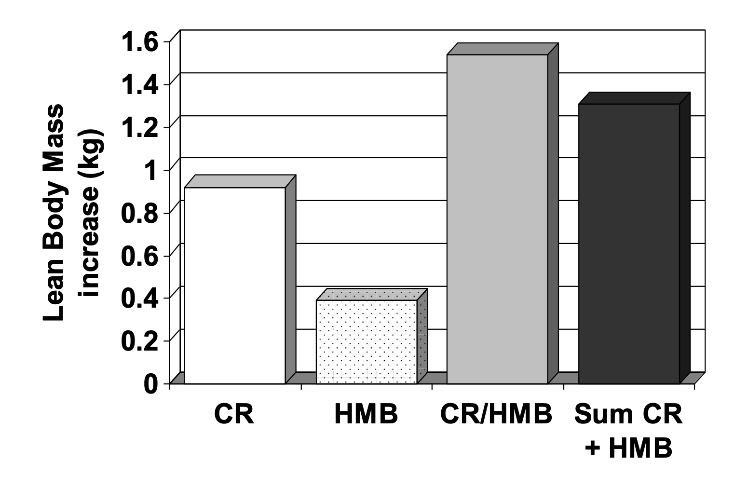 Lean Body Mass
increase (kg)
1.6
1.4
1.2
1
0.8
0.6
0.4
0.2
0
CR
HMB
CR/HMB
Sum CR
+ HMB